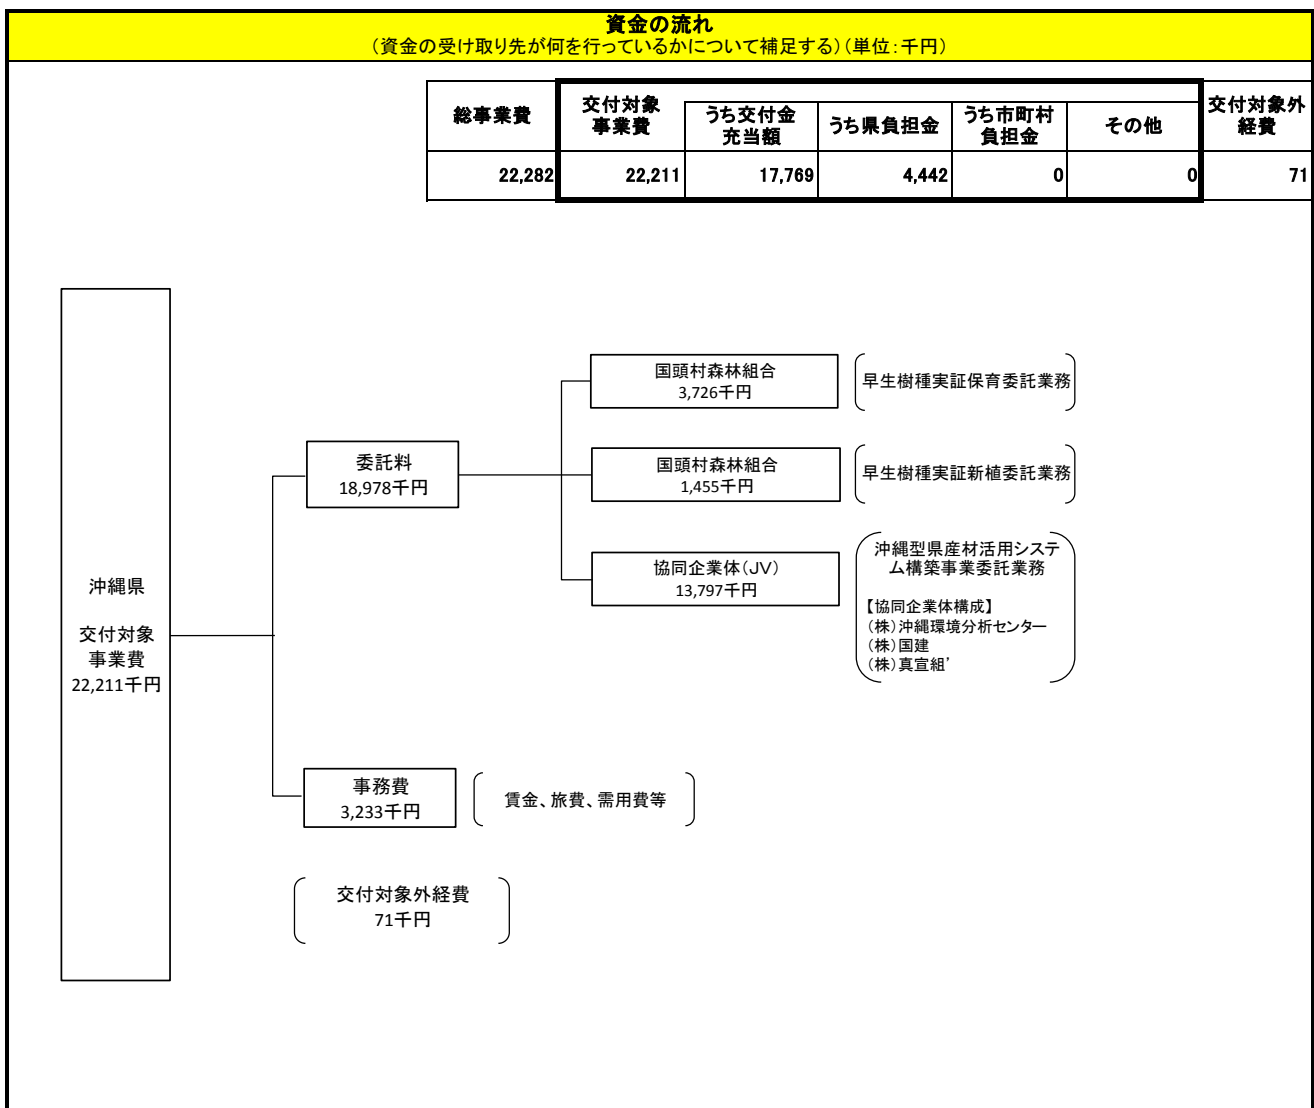 資金の流れ
（資金の受け取り先が何を行っているかについて補足する）（単位：千円）
総事業費
交付対象
事業費
うち交付金
充当額
うち県負担金
うち市町村
負担金
その他
交付対象外
経費
22,282
22,211
17,769
4,442
0
0
71
沖縄県
交付対象
事業費
22,211千円
委託料
18,978千円
国頭村森林組合
3,726千円
早生樹種実証保育委託業務
国頭村森林組合
1,455千円
早生樹種実証新植委託業務
協同企業体（JV）
13,797千円
沖縄型県産材活用システ
ム構築事業委託業務
【協同企業体構成】
（株）沖縄環境分析センター
（株）国建
（株）真宣組’
事務費
3,233千円
賃金、旅費、需用費等
交付対象外経費
71千円